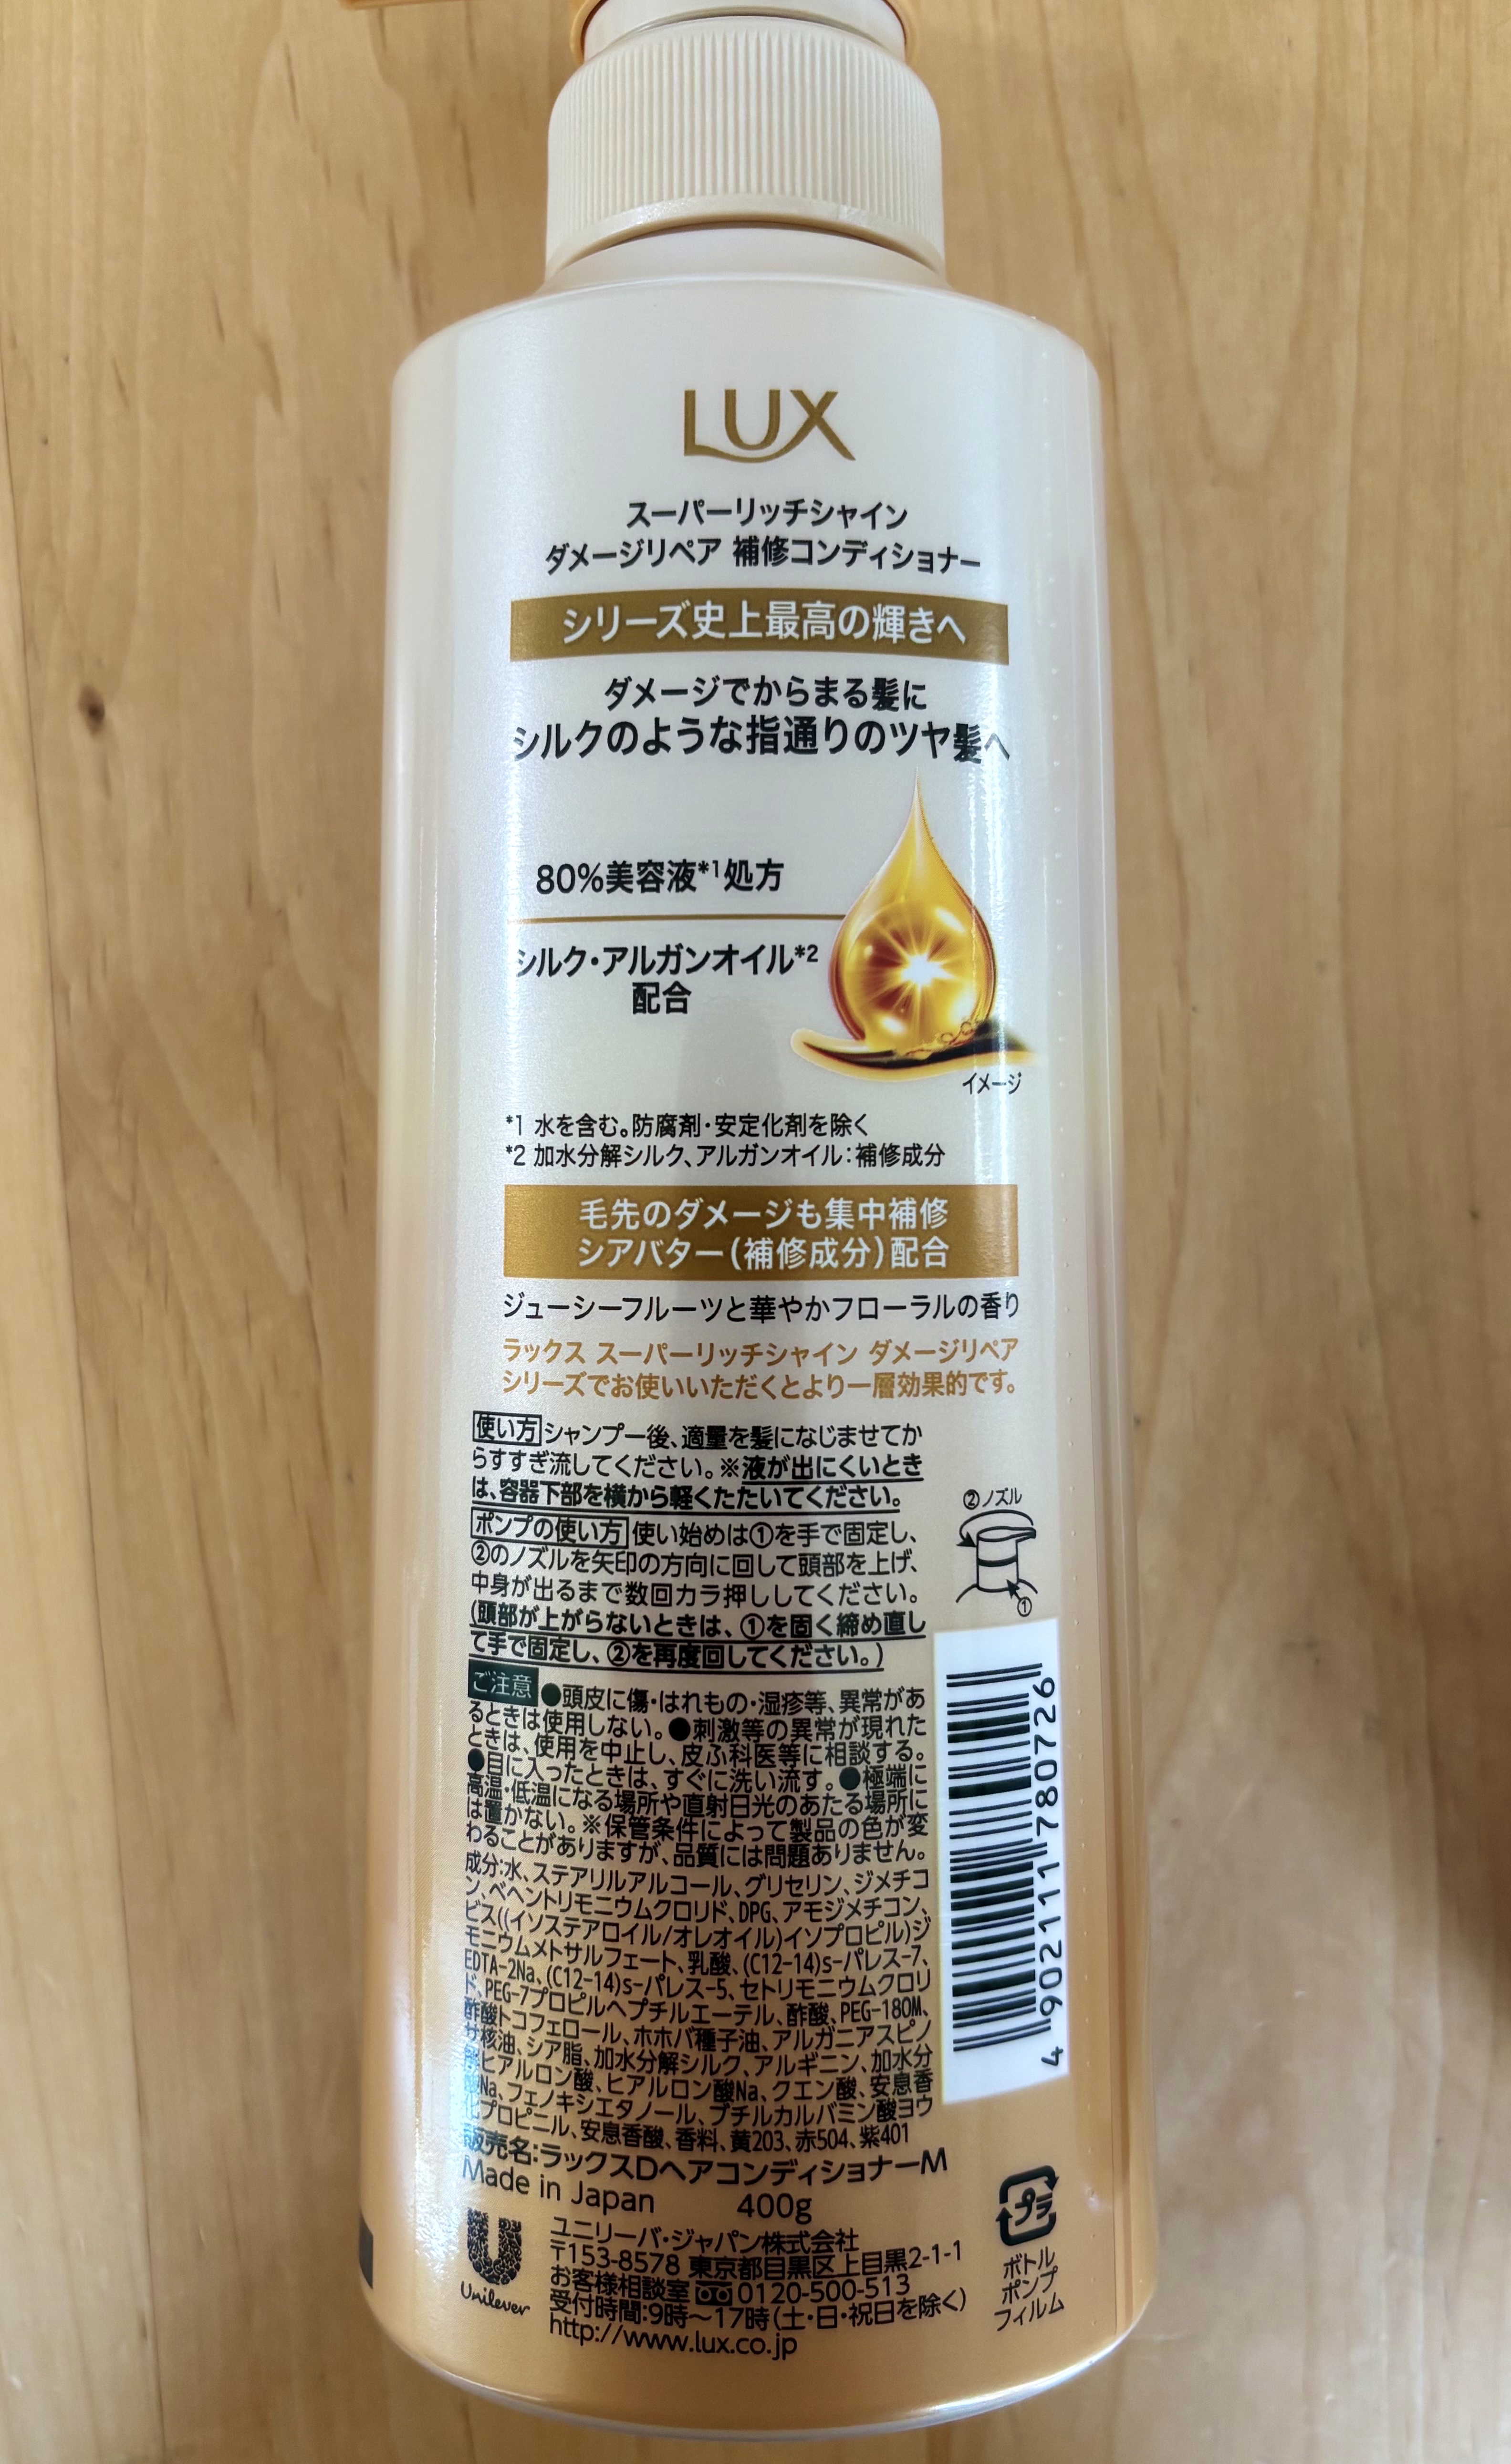 LUX
スーパーリッチシャイン
ダメージリペア 補修コンディショナー
シリーズ史上最高の輝きへ
ダメージでからまる髪に
シルクのような指通りのツヤ髪へ
80%美容液*1処方
シルク・アルガンオイル*2
配合
イメージ
*1 水を含む。防腐剤・安定化剤を除く
*2 加水分解シルク、アルガンオイル:補修成分
毛先のダメージも集中補修
シアバター(補修成分)配合
ジューシーフルーツと華やかフローラルの香り
ラックス スーパーリッチシャイン ダメージリペア
シリーズでお使いいただくとより一層効果的です。
使い方 シャンプー後、適量を髪になじませてか
らすすぎ流してください。※液が出にくいとき
は、容器下部を横から軽くたたいてください。
ポンプの使い方 使い始めは①を手で固定し、
②のノズルを矢印の方向に回して頭部を上げ、
中身が出るまで数回カラ押ししてください。
(頭部が上がらないときは、①を固く締め直し
て手で固定し、②を再度回してください。)
②ノズル
①
ご注意 ●頭皮に傷・はれもの・湿疹等、異常があ
るときは使用しない。●刺激等の異常が現れた
ときは、使用を中止し、皮ふ科医等に相談する。
●目に入ったときは、すぐに洗い流す。●極端に
高温・低温になる場所や直射日光のあたる場所に
は置かない。※保管条件によって製品の色が変
わることがありますが、品質には問題ありません。
成分:水、ステアリルアルコール、グリセリン、ジメチコ
ン、ベヘントリモニウムクロリド、DPG、アモジメチコン、
ビス((イソステアロイル/オレオイル)イソプロピル)ジ
モニウムメトサルフェート、乳酸、(C12-14)s-パレス-7、
EDTA-2Na、(C12-14)s-パレス-5、セトリモニウムクロリ
ド、PEG-7プロピルヘプチルエーテル、酢酸、PEG-180M、
酢酸トコフェロール、ホホバ種子油、アルガニアスピノ
サ核油、シア脂、加水分解シルク、アルギニン、加水分
解ヒアルロン酸、ヒアルロン酸Na、クエン酸、安息香
酸Na、フェノキシエタノール、ブチルカルバミン酸ヨウ
化プロピニル、安息香酸、香料、黄203、赤504、紫401
販売名:ラックスDヘアコンディショナーM
Made in Japan 400g
4902111780726
Unilever
ユニリーバ・ジャパン株式会社
〒153-8578 東京都目黒区上目黒2-1-1
お客様相談室 0120-500-513
受付時間:9時〜17時(土・日・祝日を除く)
http://www.lux.co.jp
プラ
ボトル
ポンプ
フィルム